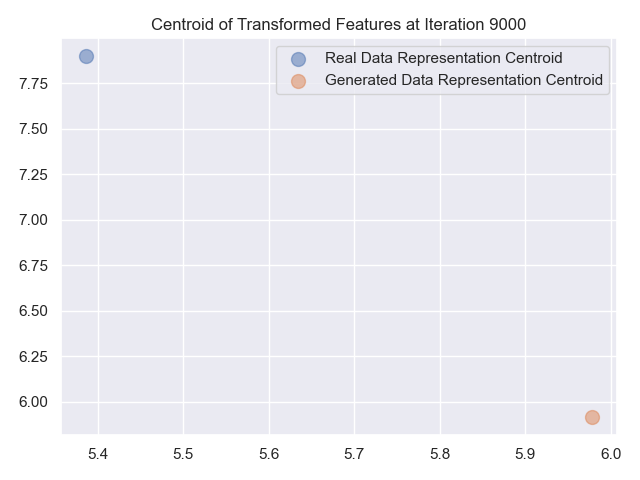 Centroid of Transformed Features at Iteration 9000
Real Data Representation Centroid
Generated Data Representation Centroid
7.75
7.50
7.25
7.00
6.75
6.50
6.25
6.00
5.4 5.5 5.6 5.7 5.8 5.9 6.0